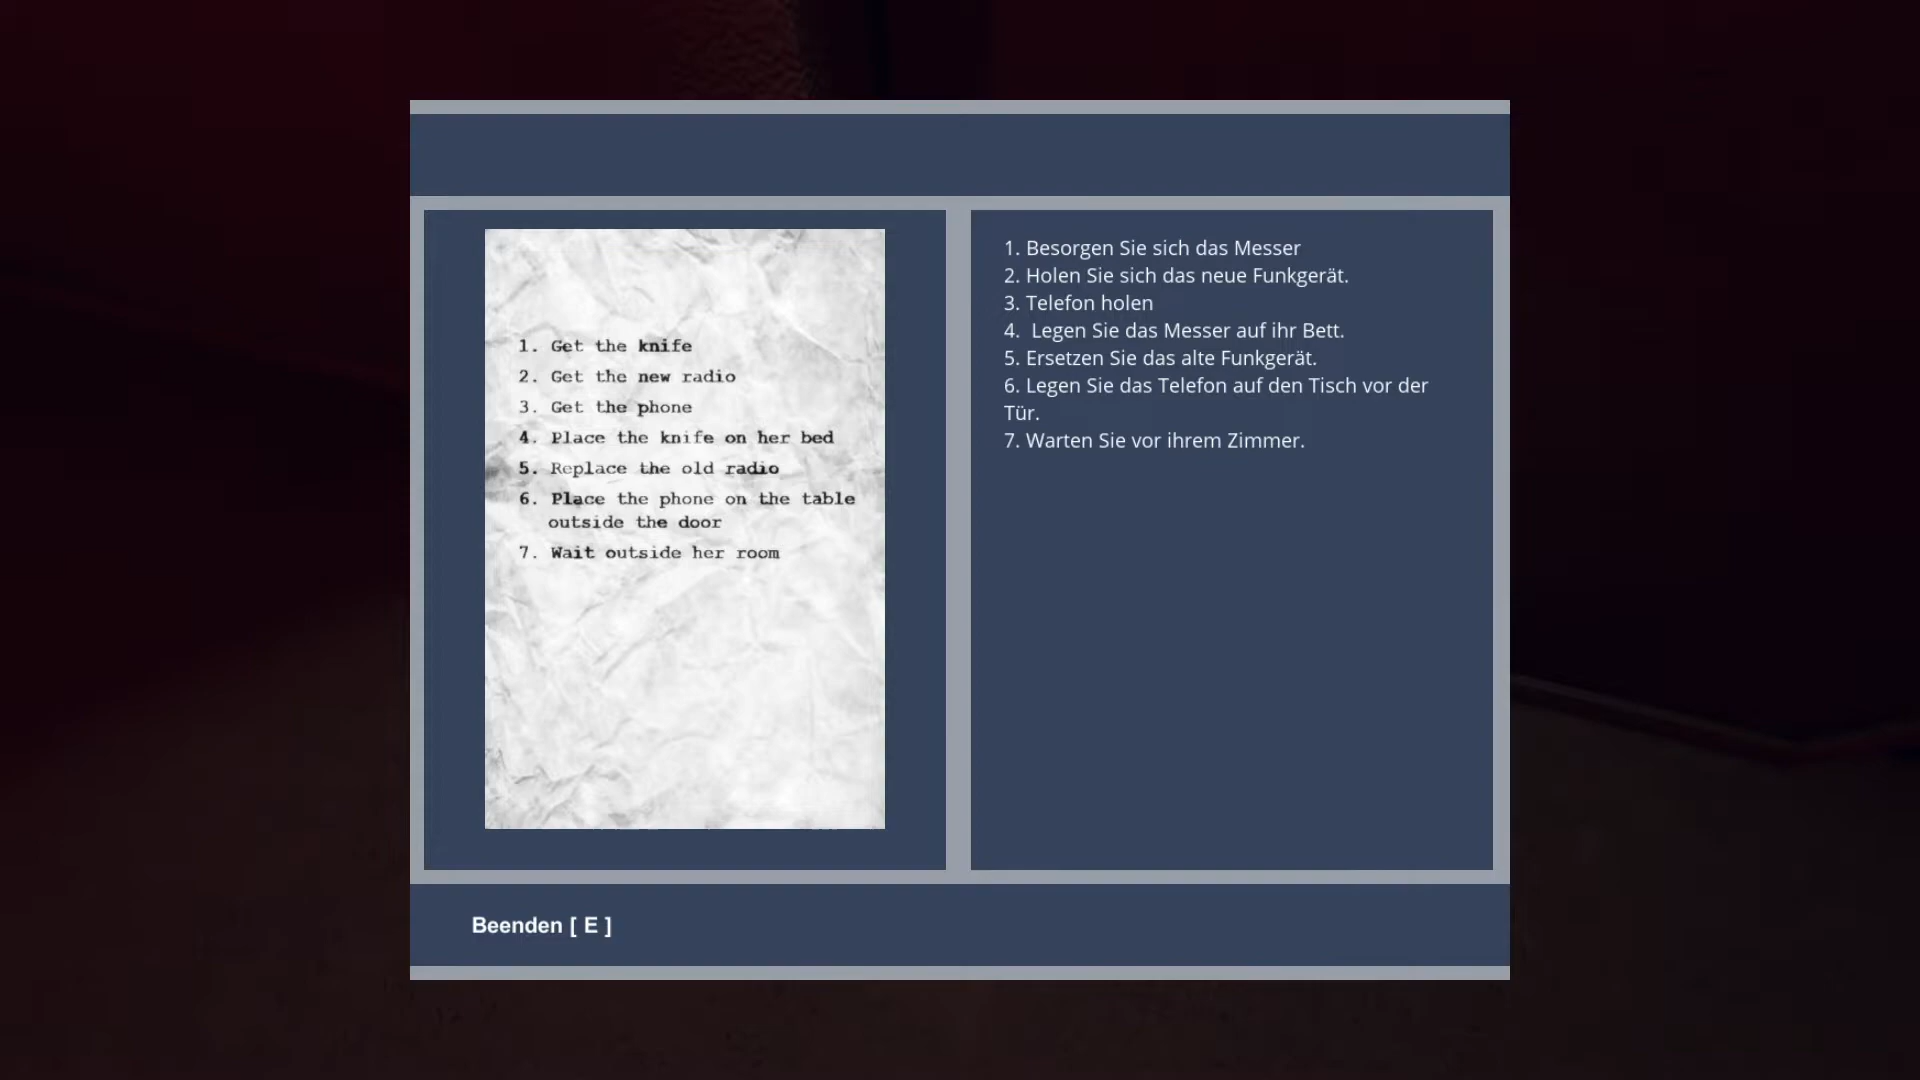 1. Get the knife
2. Get the new radio
3. Get the phone
4. Place the knife on her bed
5. Replace the old radio
6. Place the phone on the table
outside the door
7. Wait outside her room
1. Besorgen Sie sich das Messer
2. Holen Sie sich das neue Funkgerät.
3. Telefon holen
4.  Legen Sie das Messer auf ihr Bett.
5. Ersetzen Sie das alte Funkgerät.
6. Legen Sie das Telefon auf den Tisch vor der
Tür.
7. Warten Sie vor ihrem Zimmer.
Beenden [ E ]